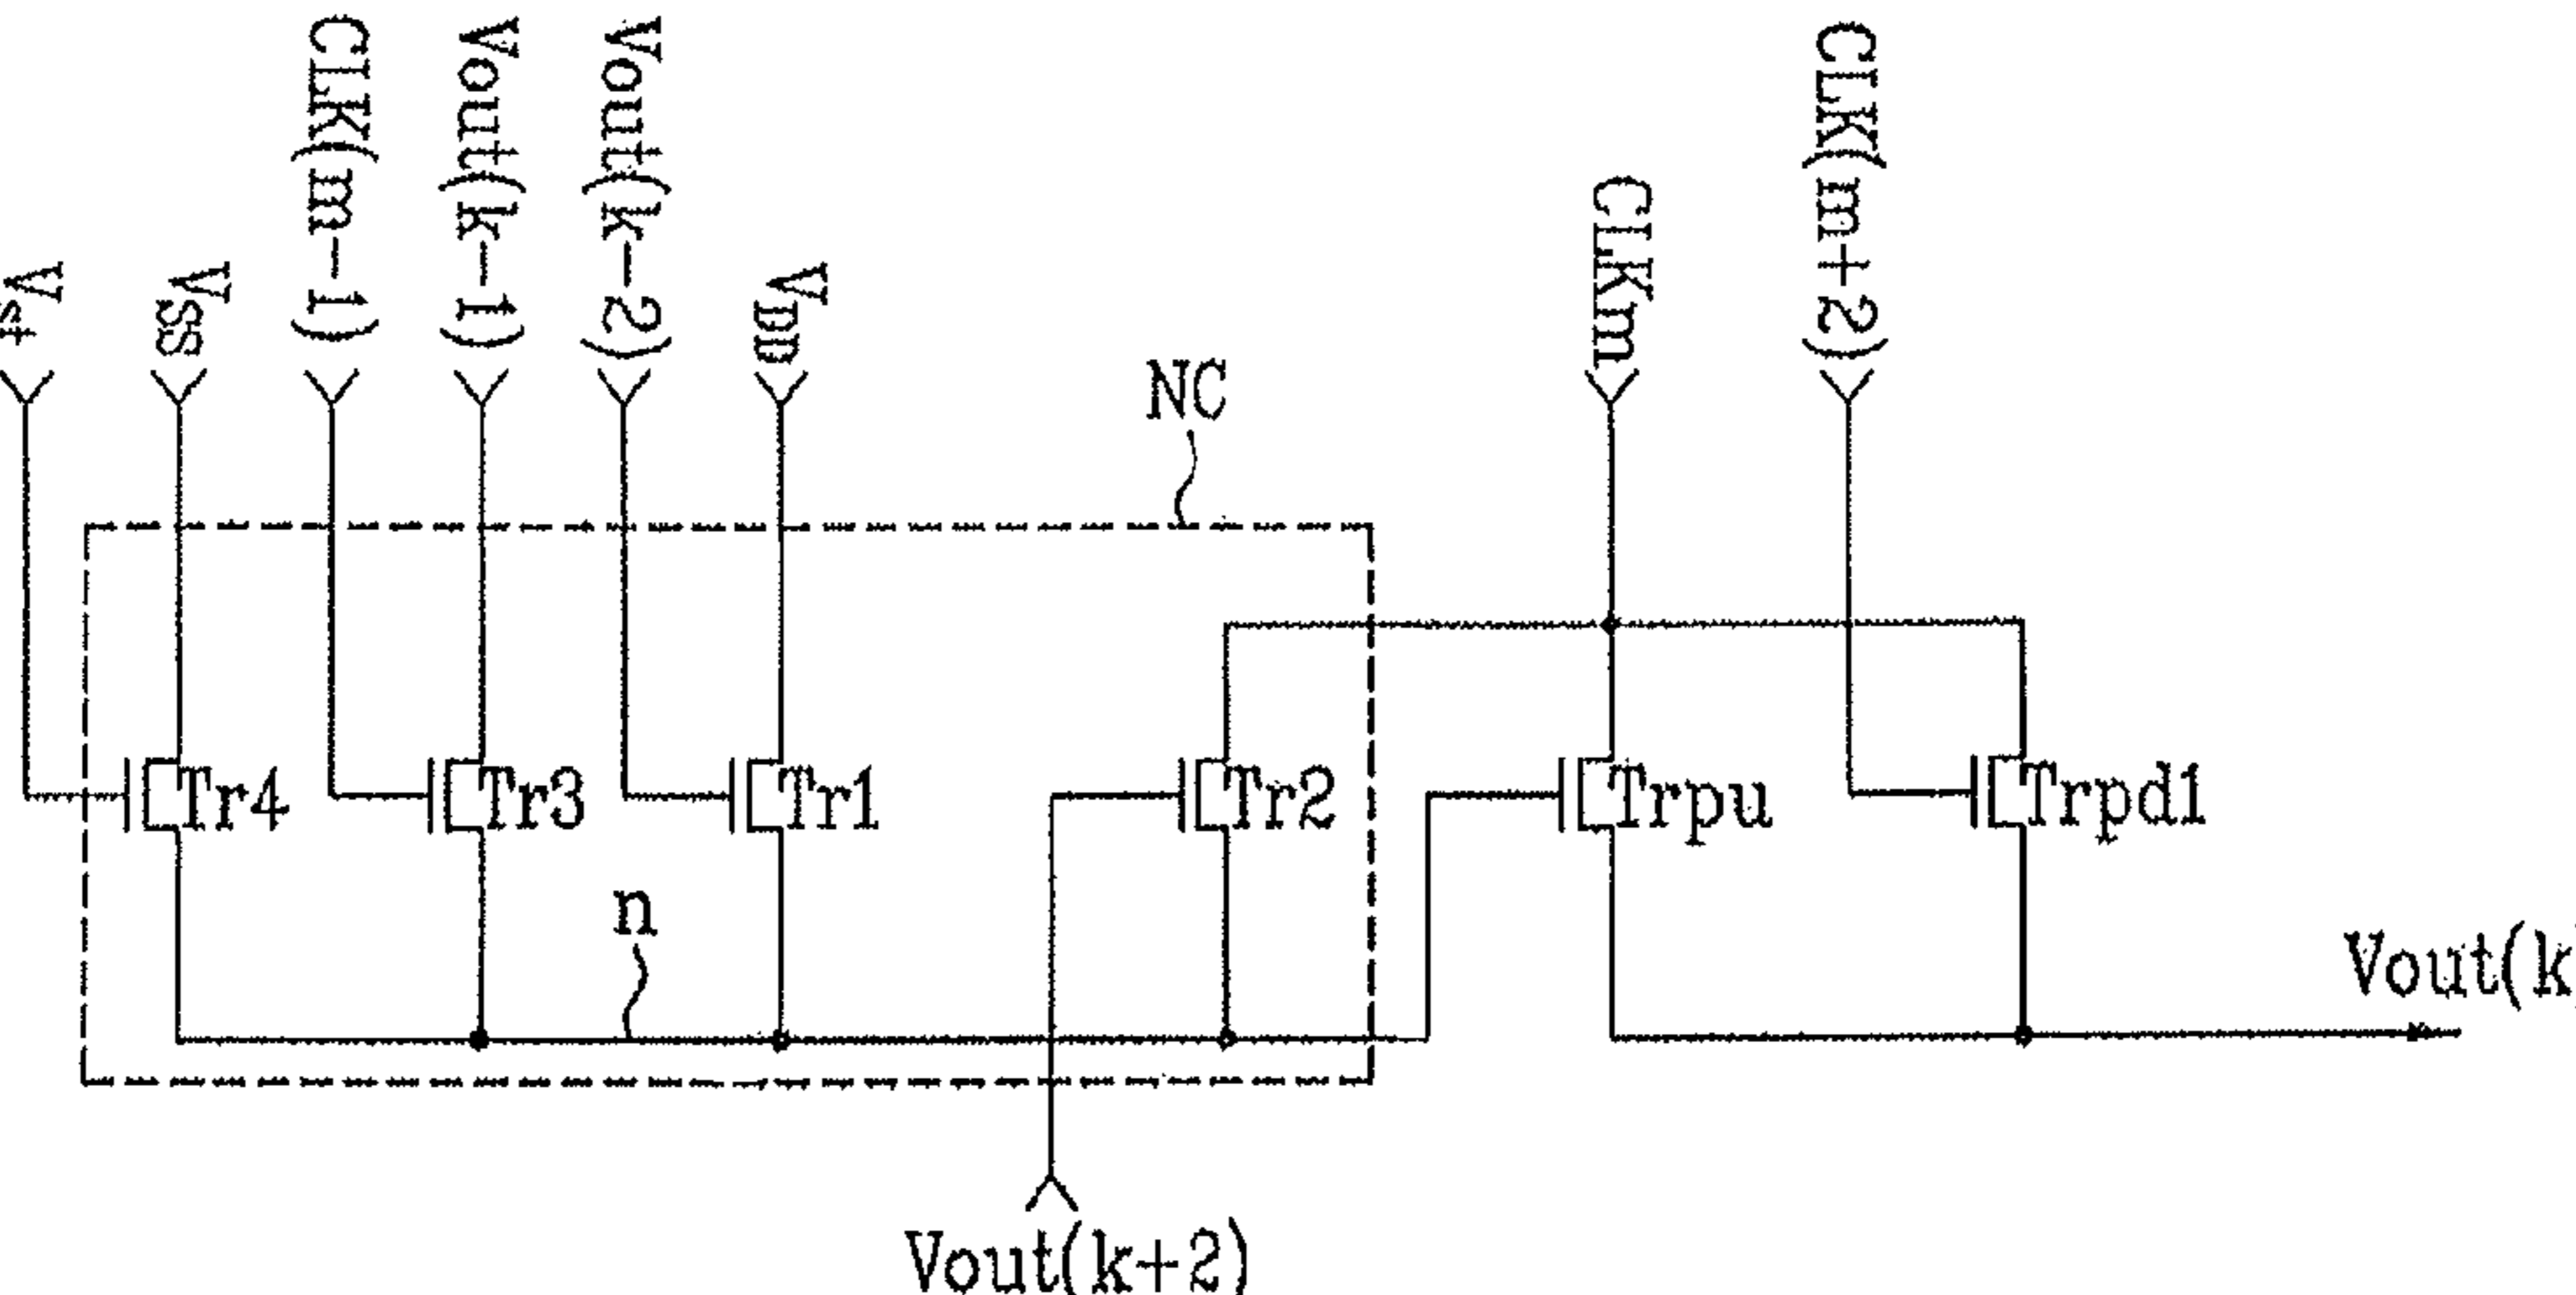 Vst
VSS
CLK(m-1)
Vout(k-1)
Vout(k-2)
VDD
NC
CLKm
CLK(m+2)
Tr4
Tr3
Tr1
Tr2
Trpu
Trpd1
n
Vout(k)
Vout(k+2)